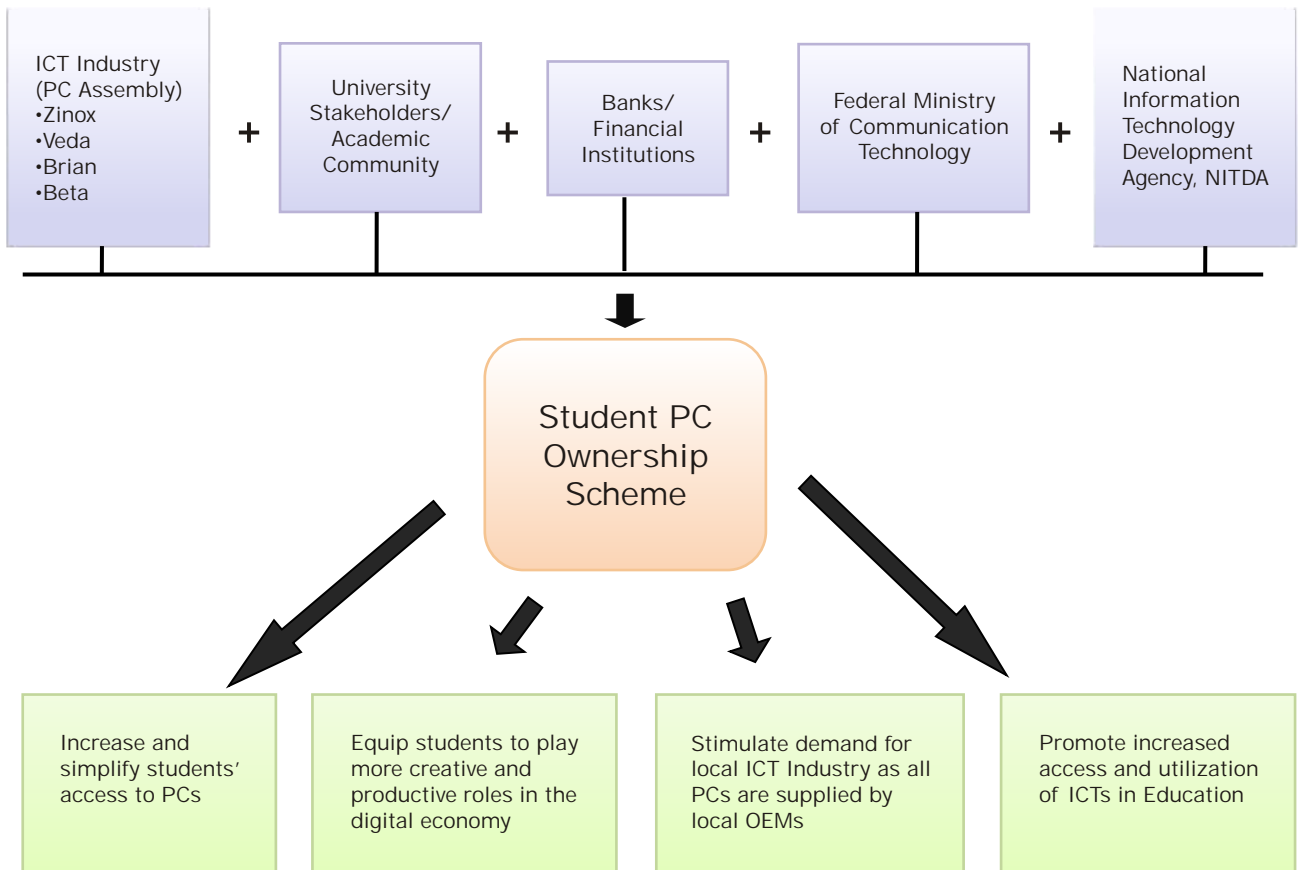 ICT Industry
(PC Assembly)
•Zinox
•Veda
•Brian
•Beta
+
University
Stakeholders/
Academic
Community
+
Banks/
Financial
Institutions
+
Federal Ministry
of Communication
Technology
+
National
Information
Technology
Development
Agency, NITDA
Student PC
Ownership
Scheme
Increase and
simplify students’
access to PCs
Equip students to play
more creative and
productive roles in the
digital economy
Stimulate demand for
local ICT Industry as all
PCs are supplied by
local OEMs
Promote increased
access and utilization
of ICTs in Education